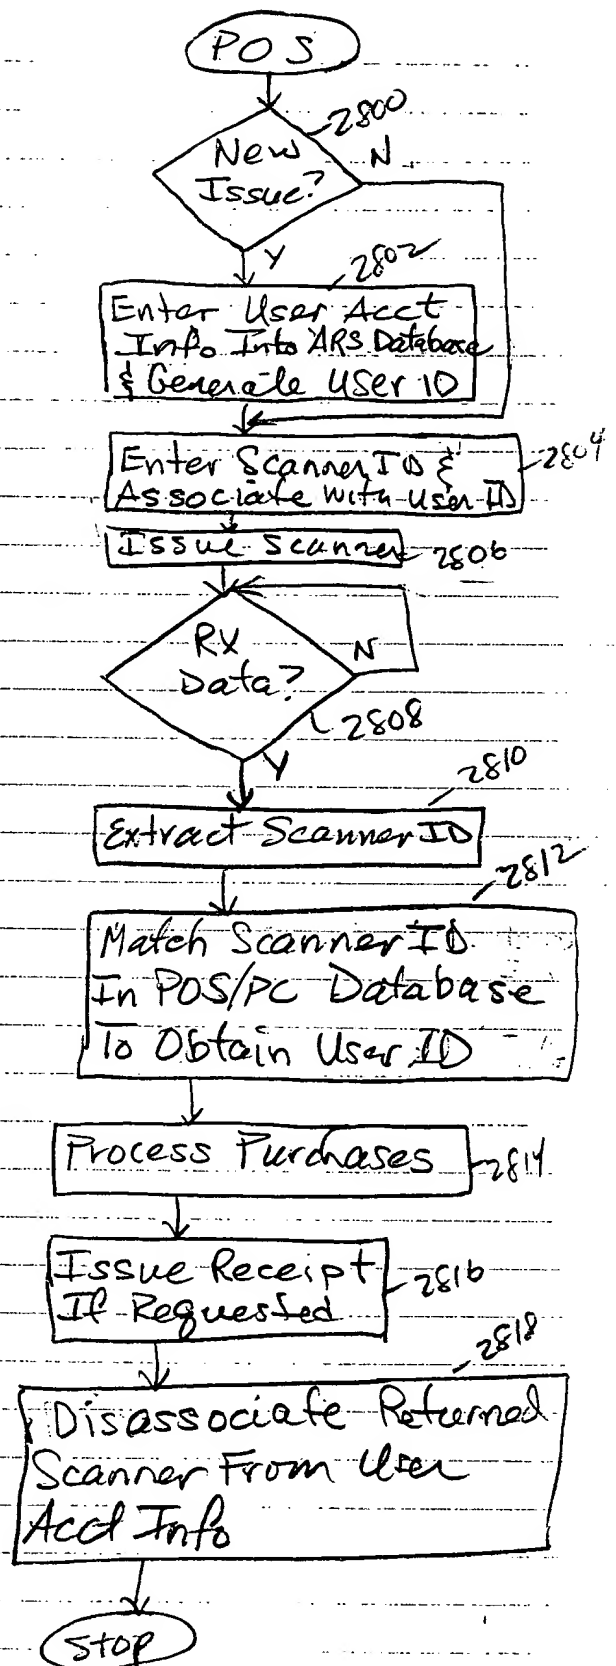 POS
2800
New
Issue?
N
Y
2802
Enter User Acct
Info Into ARS Database
& Generate User ID
Enter Scanner ID &
Associate with User ID
2804
Issue Scanner
2806
RX
Data?
N
2808
Y
2810
Extract Scanner ID
2812
Match Scanner ID
In POS/PC Database
To Obtain User ID
Process Purchases
2814
Issue Receipt
If Requested
2816
2818
Disassociate Returned
Scanner From User
Acct Info
Stop